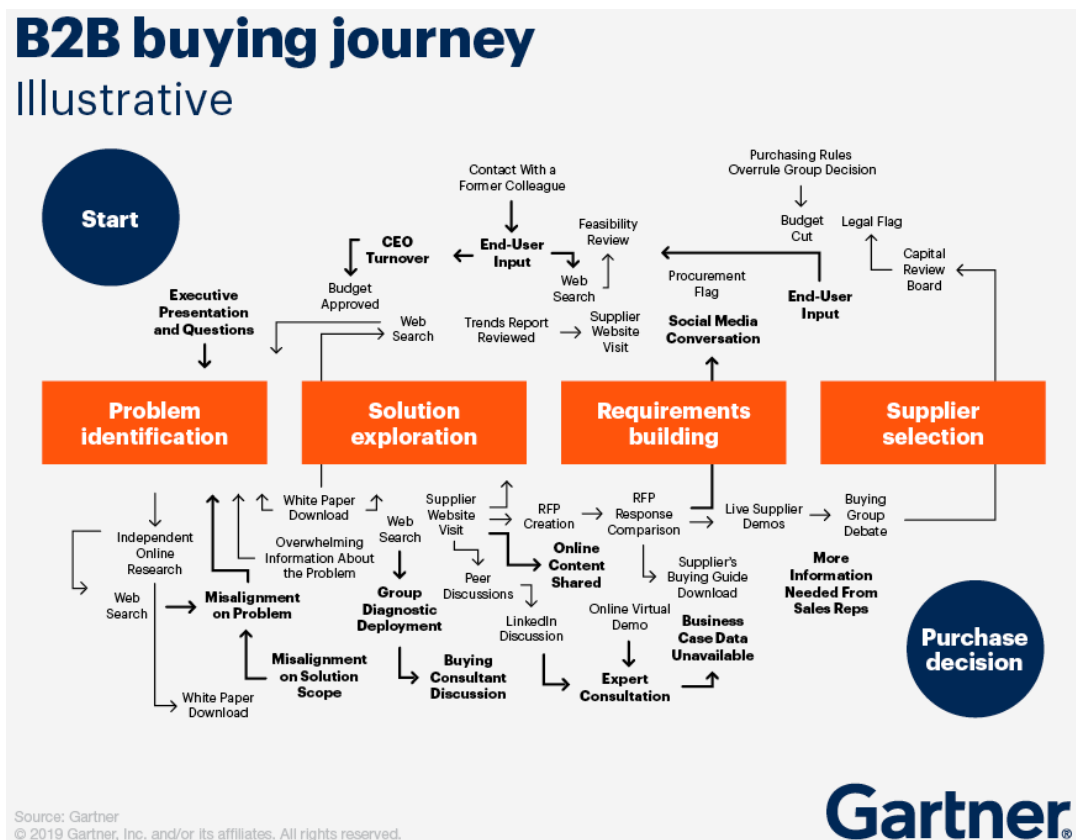 B2B buying journey
Illustrative
Start
Contact With a
Former Colleague
Purchasing Rules
Overrule Group Decision
Feasibility
Review
Budget
Cut
Legal Flag
CEO
Turnover
End-User
Input
Capital
Review
Board
Web
Search
Procurement
Flag
Budget
Approved
End-User
Input
Executive
Presentation
and Questions
Web
Search
Trends Report
Reviewed
Supplier
Website
Visit
Social Media
Conversation
Problem
identification
Solution
exploration
Requirements
building
Supplier
selection
White Paper
Download
Supplier
Website
Visit
RFP
Creation
RFP
Response
Comparison
Live Supplier
Demos
Buying
Group
Debate
Independent
Online
Research
Overwhelming
Information About
the Problem
Web
Search
Online
Content
Shared
Supplier's
Buying Guide
Download
More
Information
Needed From
Sales Reps
Web
Search
Misalignment
on Problem
Group
Diagnostic
Deployment
Peer
Discussions
LinkedIn
Discussion
Online Virtual
Demo
Business
Case Data
Unavailable
Purchase
decision
Misalignment
on Solution
Scope
Buying
Consultant
Discussion
Expert
Consultation
White Paper
Download
Source: Gartner
© 2019 Gartner, Inc. and/or its affiliates. All rights reserved.
Gartner®